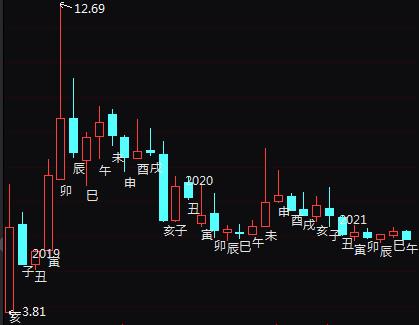 12.69
辰
未
酉
戌
午
卯
巳
申
2020
丑
亥
子
寅
卯
辰
巳
午
未
申
酉
戌
亥
子
2021
丑
寅
卯
辰
巳
午
2019
寅
子
丑
3.81
亥